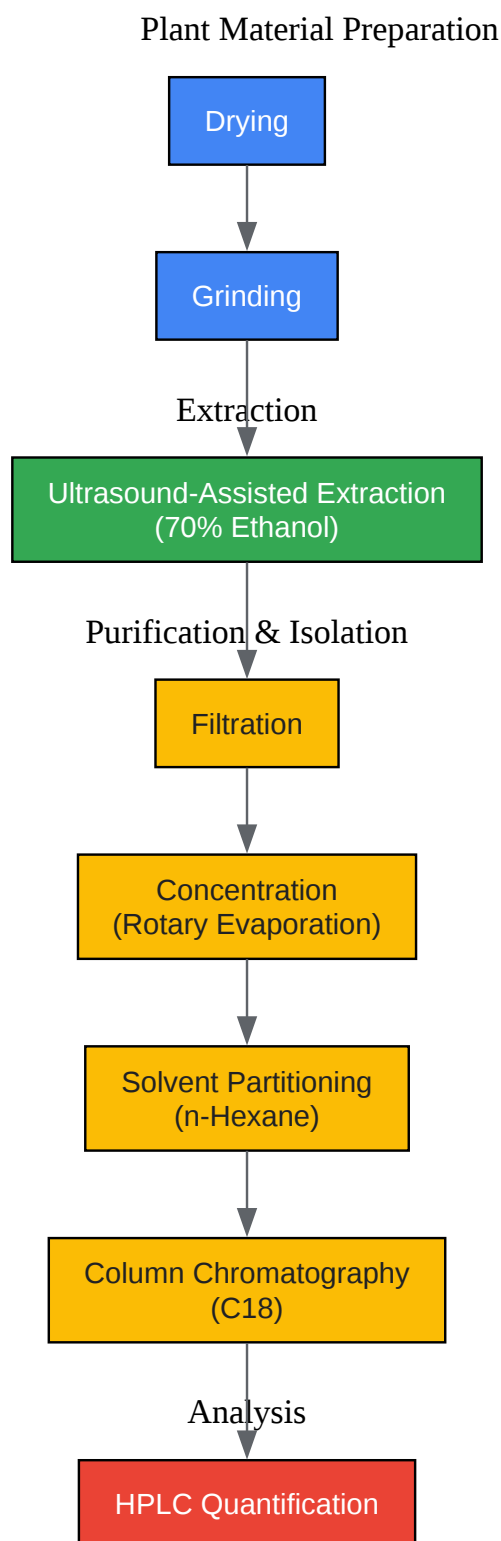 Plant Material Preparation
Drying
Grinding
Extraction
Ultrasound-Assisted Extraction
(70% Ethanol)
Purification & Isolation
Filtration
Concentration
(Rotary Evaporation)
Solvent Partitioning
(n-Hexane)
Column Chromatography
(C18)
Analysis
HPLC Quantification